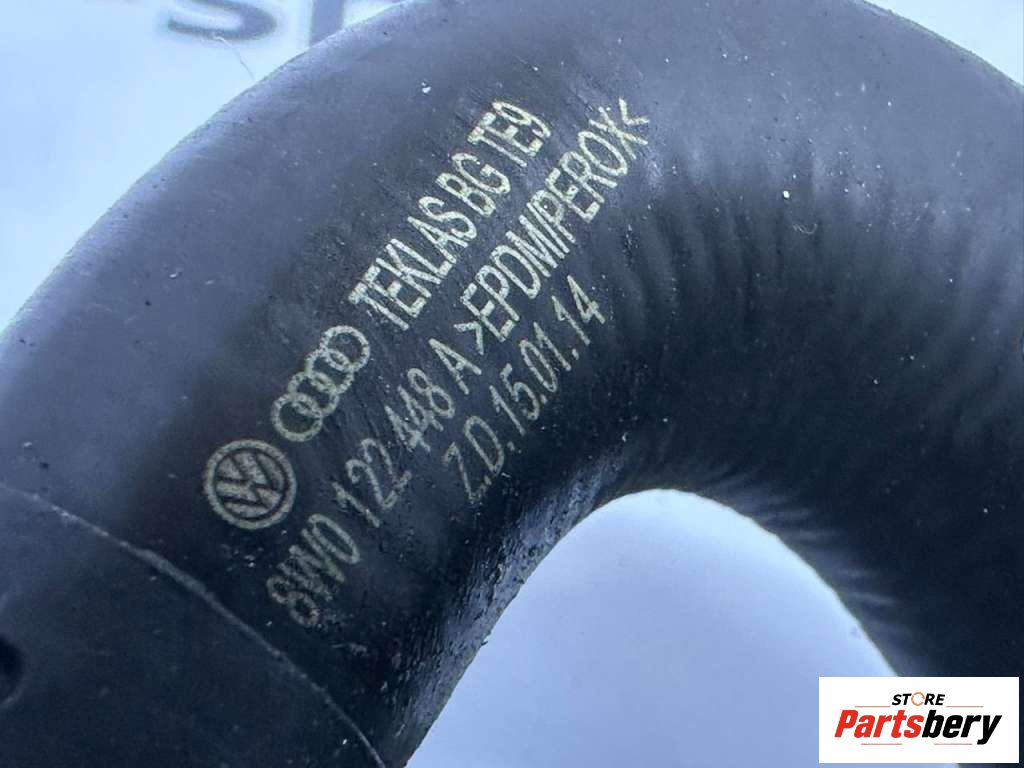 TEKLAS BG TE9
8W0 122 448 A >EPDM/PEROX<
Z.D. 15.01.14
STORE
Partsbery